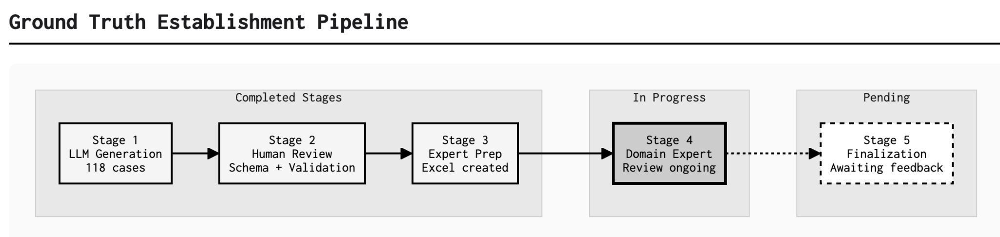 Ground Truth Establishment Pipeline
Completed Stages
Stage 1
LLM Generation
118 cases
Stage 2
Human Review
Schema + Validation
Stage 3
Expert Prep
Excel created
In Progress
Stage 4
Domain Expert
Review ongoing
Pending
Stage 5
Finalization
Awaiting feedback